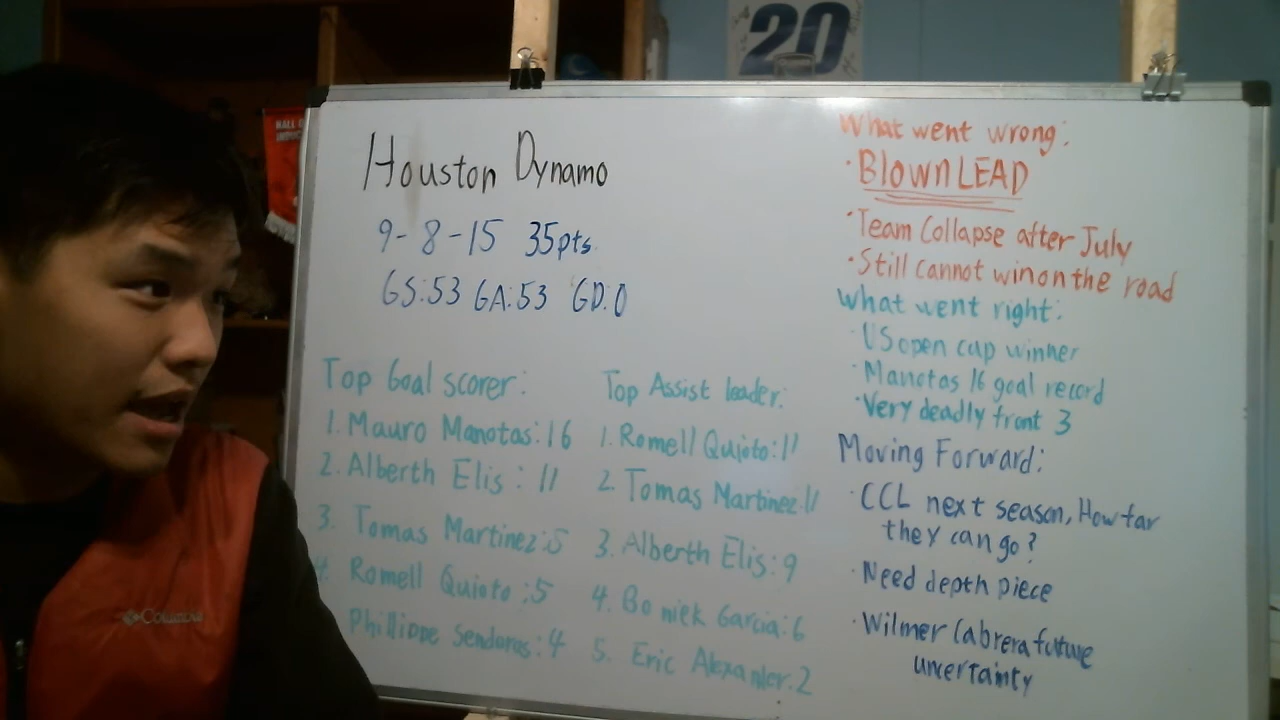 20
HALL O
Houston Dynamo
9-8-15 35pts.
GS:53 GA:53 GD:0
Top Goal scorer:
1. Mauro Manotas:16
2. Alberth Elis : 11
3. Tomas Martinez:5
4. Romell Quioto :5
Phillippe Senderos:4
Top Assist leader:
1. Romell Quioto:11
2. Tomas Martinez:11
3. Alberth Elis:9
4. Boniek Garcia:6
5. Eric Alexanler:2
What went wrong:
·BlownLEAD
·Team Collapse after July
·Still cannot win on the road
What went right:
·US open cup winner
·Manotas 16 goal record
·Very deadly front 3
Moving Forward:
·CCL next season, How far
they can go?
·Need depth piece
·Wilmer Cabrera future
uncertainty
Columbia